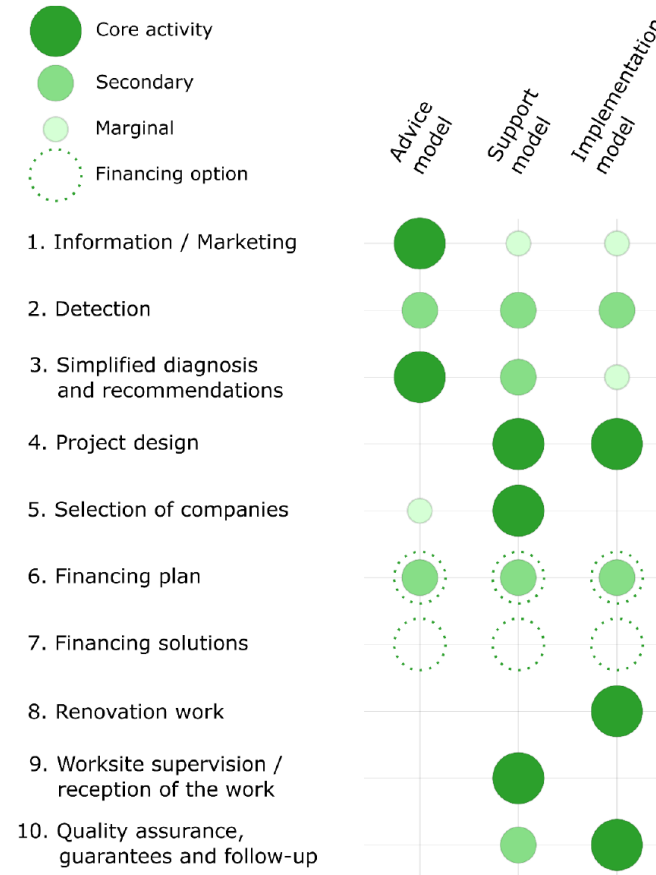 Core activity
Secondary
Marginal
Financing option
Advice
model
Support
model
Implementation
model
1. Information / Marketing
2. Detection
3. Simplified diagnosis
and recommendations
4. Project design
5. Selection of companies
6. Financing plan
7. Financing solutions
8. Renovation work
9. Worksite supervision /
reception of the work
10. Quality assurance,
guarantees and follow-up